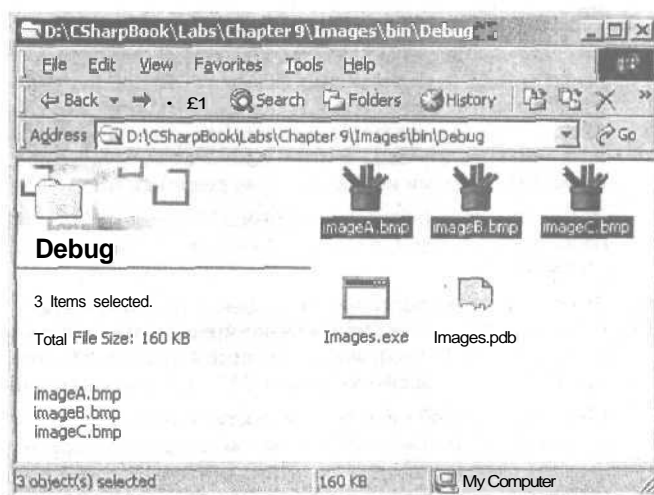 D:\CSharpBook\Labs\Chapter 9\Images\bin\Debug
File Edit View Favorites Tools Help
Back · £1 Search Folders History »
Address D:\CSharpBook\Labs\Chapter 9\Images\bin\Debug Go
imageA.bmp imageB.bmp imageC.bmp
Debug
3 Items selected.
Images.exe Images.pdb
Total File Size: 160 KB
imageA.bmp
imageB.bmp
imageC.bmp
3 object(s) selected 160 KB My Computer